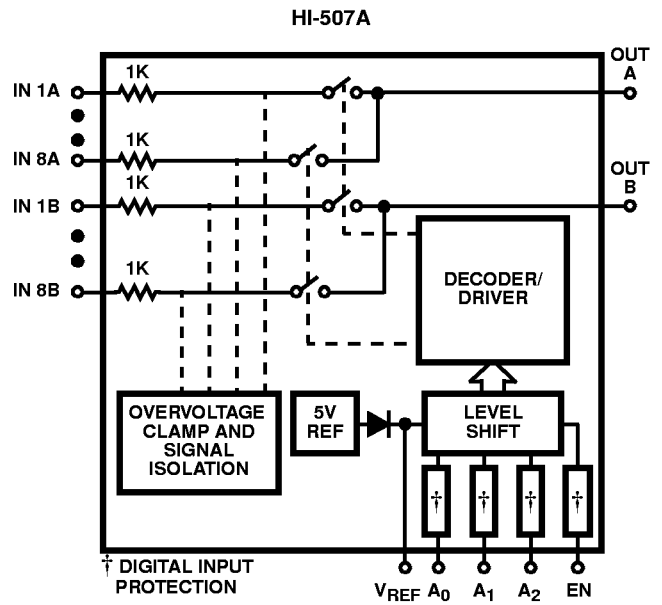 HI-507A
OUT
A
1K
IN 1A
1K
IN 8A
1K
OUT
B
IN 1B
1K
IN 8B
DECODER/
DRIVER
OVERVOLTAGE
CLAMP AND
SIGNAL
ISOLATION
5V
REF
LEVEL
SHIFT
†
†
†
†
† DIGITAL INPUT
PROTECTION
VREF A0 A1 A2 EN